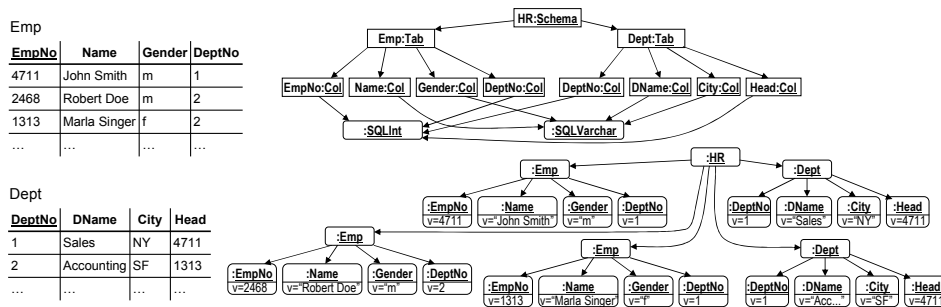 Emp
EmpNo Name Gender DeptNo
4711 John Smith m 1
2468 Robert Doe m 2
1313 Marla Singer f 2
... ... ... ...
Dept
DeptNo DName City Head
1 Sales NY 4711
2 Accounting SF 1313
... ... ... ...
HR:Schema
Emp:Tab Dept:Tab
EmpNo:Col Name:Col Gender:Col DeptNo:Col DeptNo:Col DName:Col City:Col Head:Col
:SQLInt :SQLVarchar
:HR
:Emp :Dept
:EmpNo :Name :Gender :DeptNo :DeptNo :DName :City :Head
v=4711 v="John Smith" v="m" v=1 v=1 v="Sales" v="NY" v=4711
:Emp
:Emp :Dept
:EmpNo :Name :Gender :DeptNo
v=2468 v="Robert Doe" v="m" v=2
:EmpNo :Name :Gender :DeptNo :DeptNo :DName :City :Head
v=1313 v="Marla Singer" v="f" v=1 v=1 v="Acc..." v="SF" v=4711